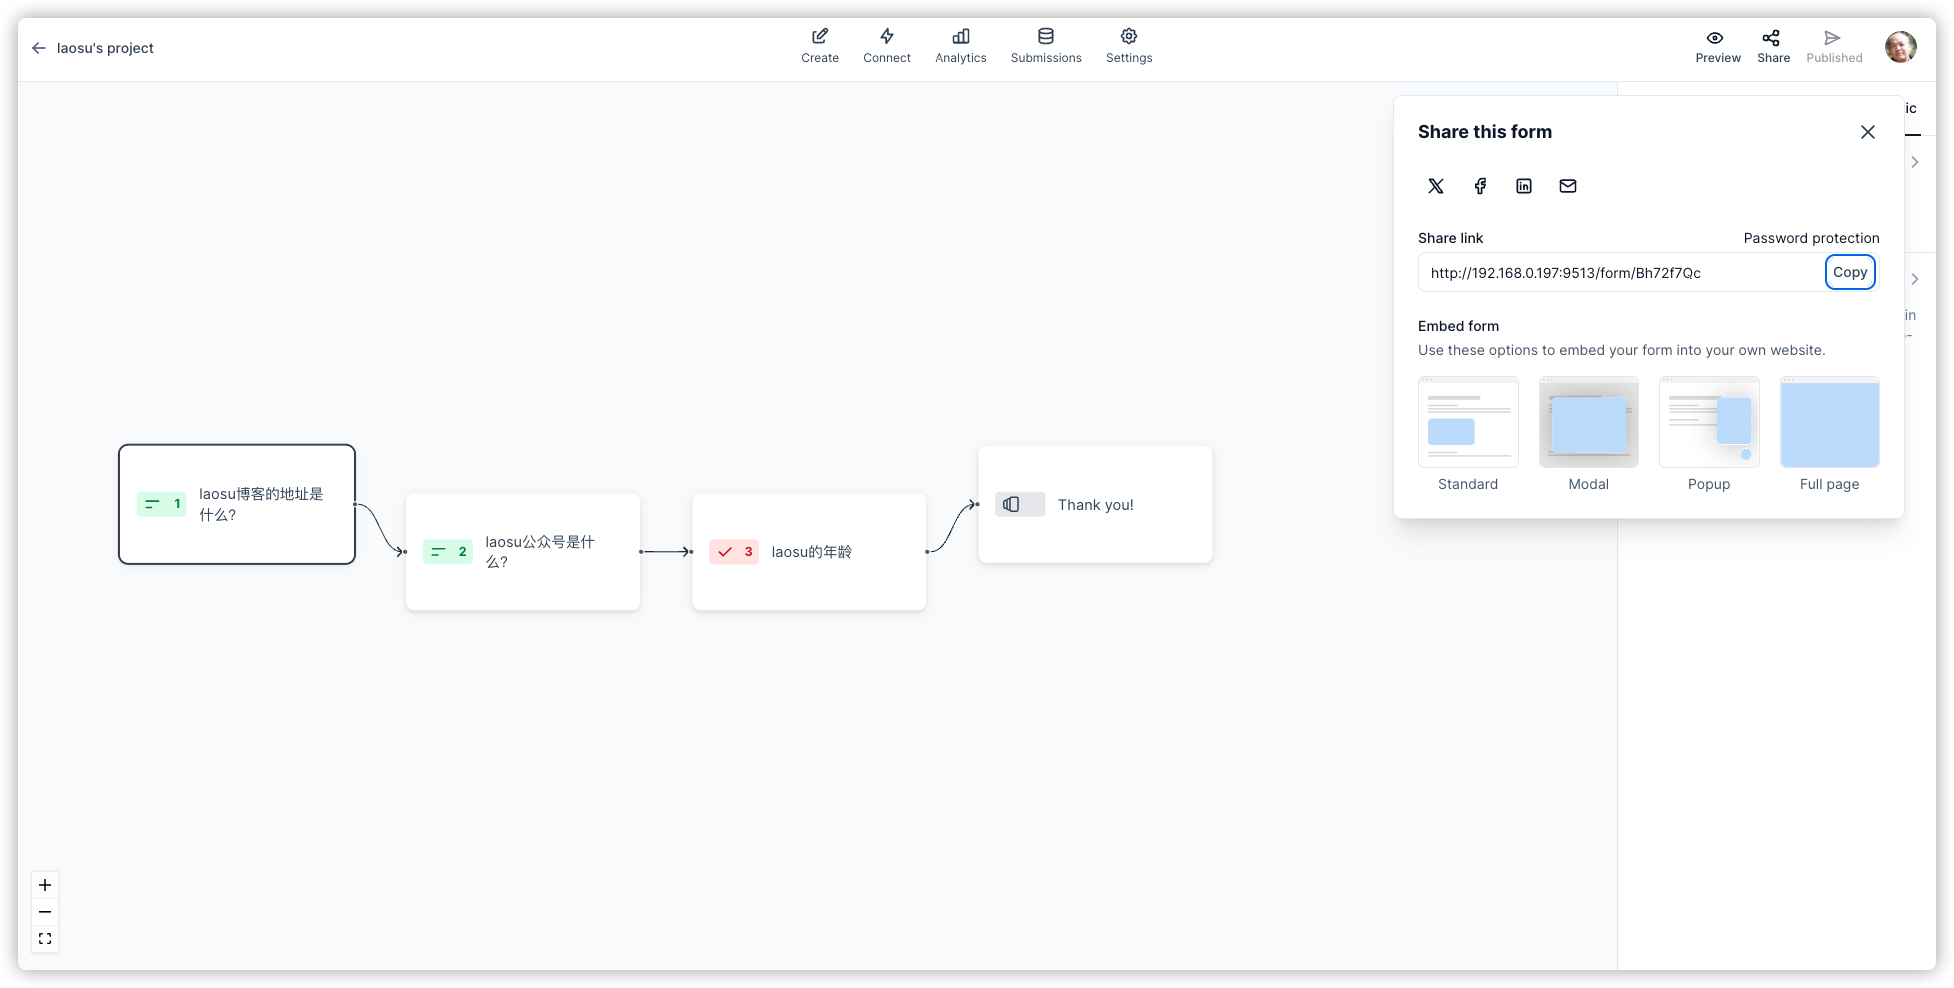 laosu's project
Create
Connect
Analytics
Submissions
Settings
Preview
Share
Published
ic
Share this form
Share link
Password protection
http://192.168.0.197:9513/form/Bh72f7Qc
Copy
in
Embed form
Use these options to embed your form into your own website.
Standard
Modal
Popup
Full page
1
laosu博客的地址是
什么?
2
laosu公众号是什
么?
3
laosu的年龄
Thank you!